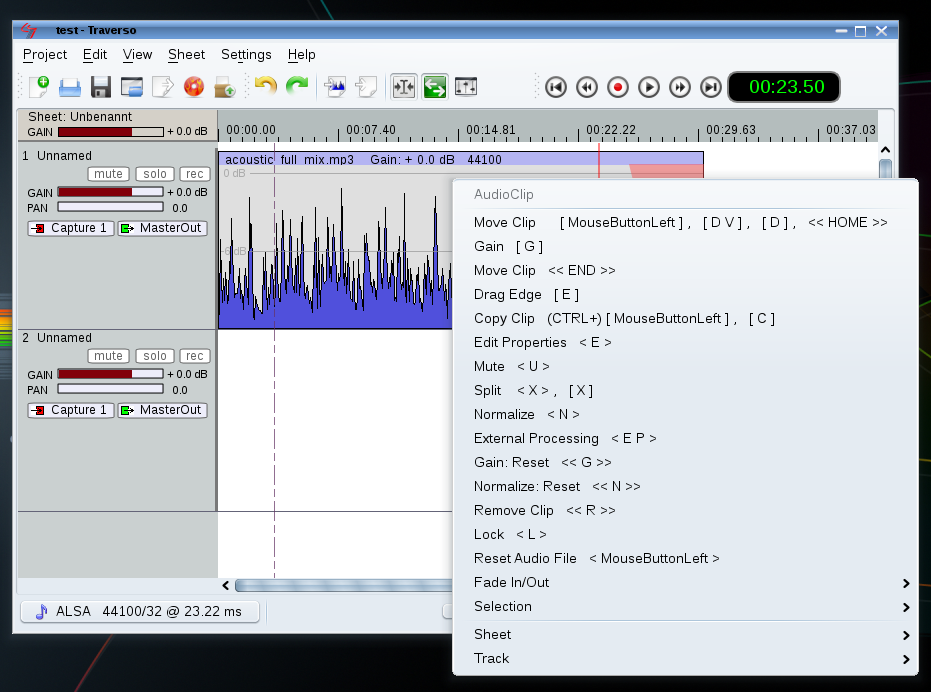 test - Traverso
Project Edit View Sheet Settings Help
00:23.50
Sheet: Unbenannt
GAIN + 0.0 dB
00:00.00 00:07.40 00:14.81 00:22.22 00:29.63 00:37.03
1 Unnamed
mute solo rec
GAIN + 0.0 dB
PAN 0.0
Capture 1 MasterOut
acoustic_full_mix.mp3 Gain: + 0.0 dB 44100
0 dB
-6 dB
2 Unnamed
mute solo rec
GAIN + 0.0 dB
PAN 0.0
Capture 1 MasterOut
ALSA 44100/32 @ 23.22 ms
AudioClip
Move Clip [ MouseButtonLeft ] , [ D V ] , [ D ] , << HOME >>
Gain [ G ]
Move Clip << END >>
Drag Edge [ E ]
Copy Clip (CTRL+) [ MouseButtonLeft ] , [ C ]
Edit Properties < E >
Mute < U >
Split < X > , [ X ]
Normalize < N >
External Processing < E P >
Gain: Reset << G >>
Normalize: Reset << N >>
Remove Clip << R >>
Lock < L >
Reset Audio File < MouseButtonLeft >
Fade In/Out
Selection
Sheet
Track